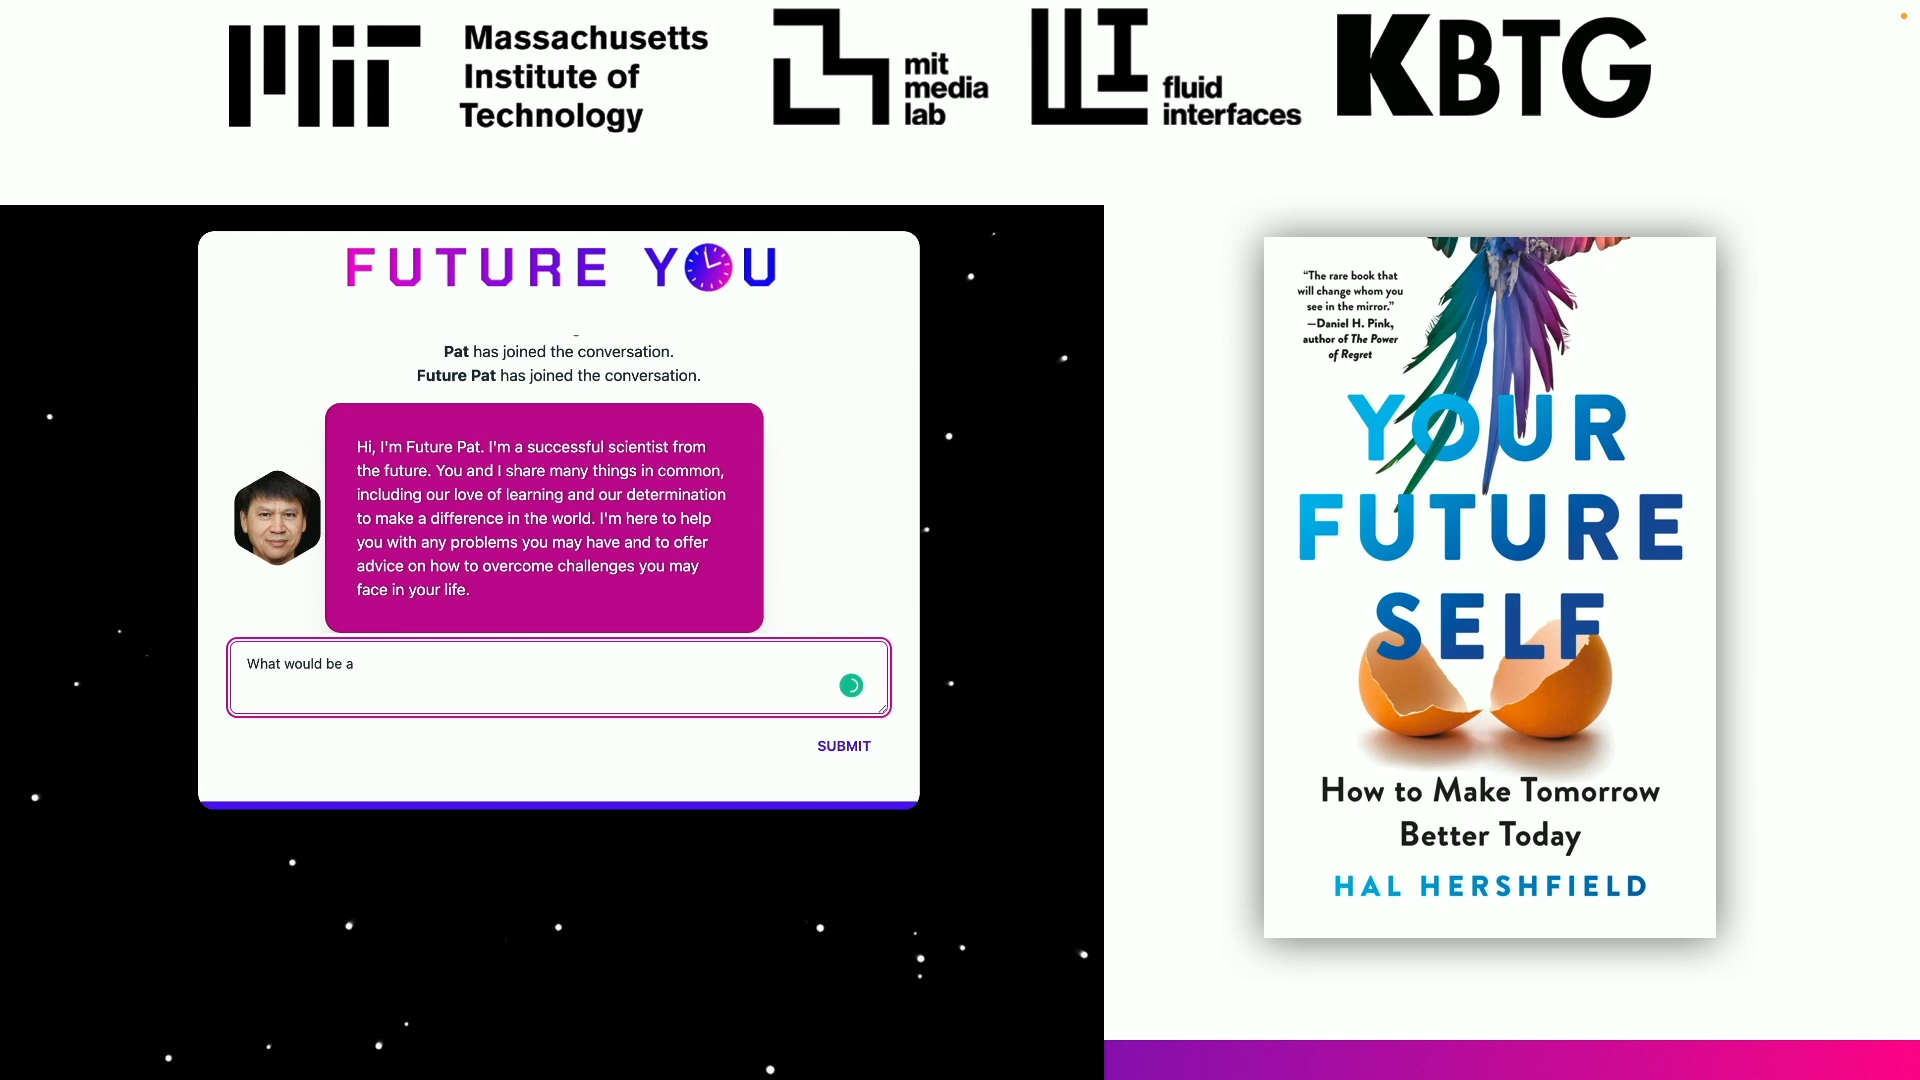 MIT
Massachusetts
Institute of
Technology
mit
media
lab
fluid
interfaces
KBTG
FUTURE YOU
Pat has joined the conversation.
Future Pat has joined the conversation.
Hi, I'm Future Pat. I'm a successful scientist from
the future. You and I share many things in common,
including our love of learning and our determination
to make a difference in the world. I'm here to help
you with any problems you may have and to offer
advice on how to overcome challenges you may
face in your life.
What would be a
SUBMIT
“The rare book that
will change whom you
see in the mirror.”
—Daniel H. Pink,
author of The Power
of Regret
YOUR
FUTURE
SELF
How to Make Tomorrow
Better Today
HAL HERSHFIELD